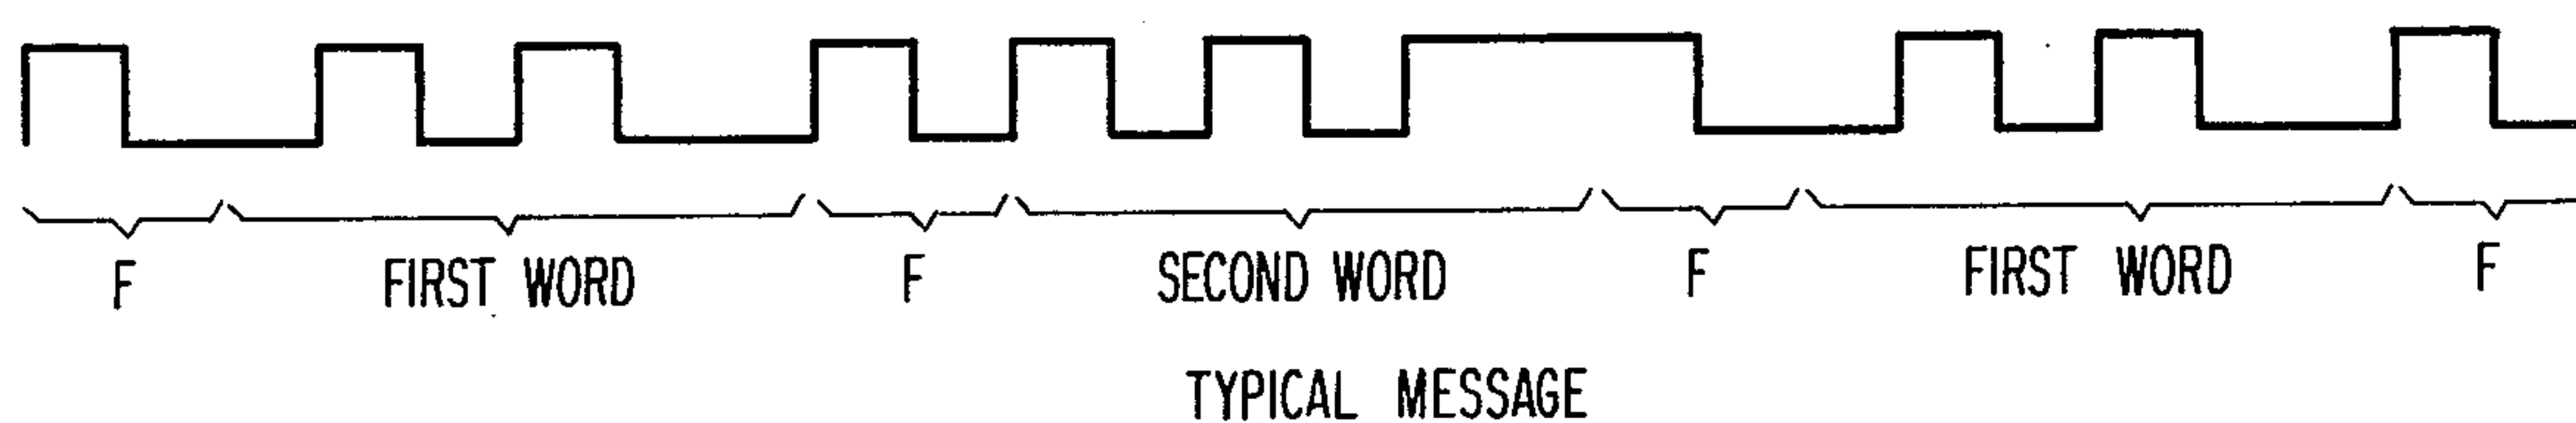 F FIRST WORD F SECOND WORD F FIRST WORD F
TYPICAL MESSAGE